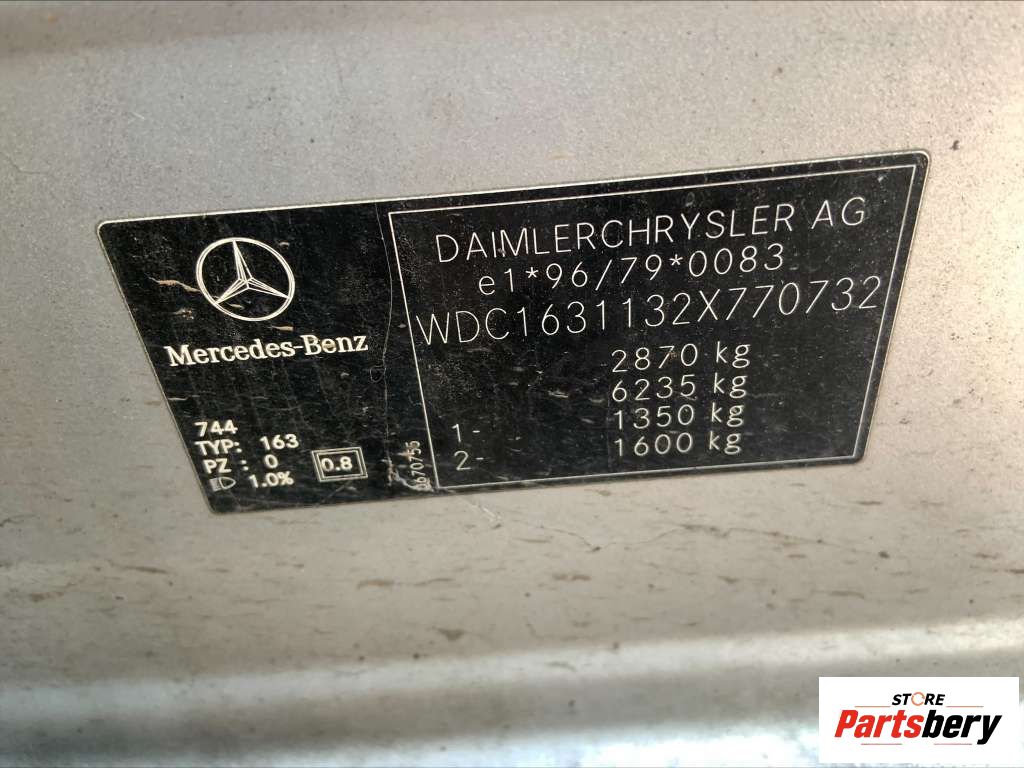 Mercedes-Benz
744
TYP: 163
PZ : 0
1.0%
0.8
6670755
DAIMLERCHRYSLER AG
e1*96/79*0083
WDC1631132X770732
2870 kg
6235 kg
1- 1350 kg
2- 1600 kg
STORE
Partsbery